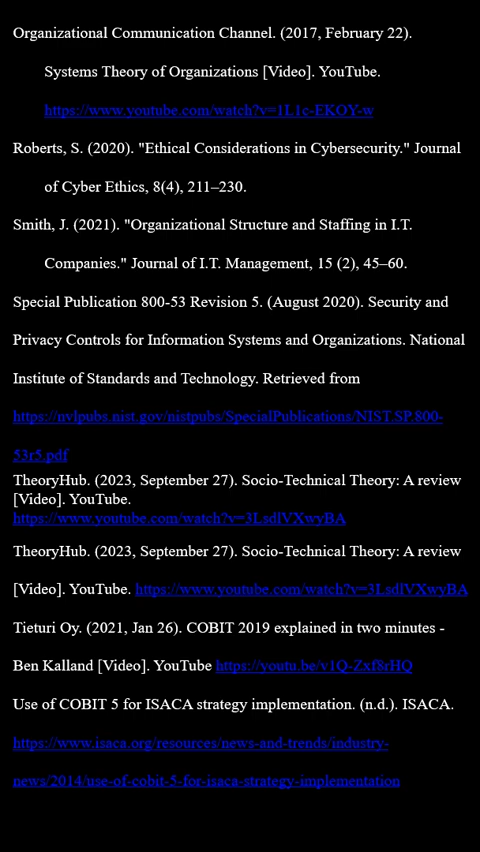 Organizational Communication Channel. (2017, February 22).
Systems Theory of Organizations [Video]. YouTube.
https://www.youtube.com/watch?v=1L1c-EKOY-w
Roberts, S. (2020). "Ethical Considerations in Cybersecurity." Journal
of Cyber Ethics, 8(4), 211–230.
Smith, J. (2021). "Organizational Structure and Staffing in I.T.
Companies." Journal of I.T. Management, 15 (2), 45–60.
Special Publication 800-53 Revision 5. (August 2020). Security and
Privacy Controls for Information Systems and Organizations. National
Institute of Standards and Technology. Retrieved from
https://nvlpubs.nist.gov/nistpubs/SpecialPublications/NIST.SP.800-
53r5.pdf
TheoryHub. (2023, September 27). Socio-Technical Theory: A review
[Video]. YouTube.
https://www.youtube.com/watch?v=3LsdlVXwyBA
TheoryHub. (2023, September 27). Socio-Technical Theory: A review
[Video]. YouTube. https://www.youtube.com/watch?v=3LsdlVXwyBA
Tieturi Oy. (2021, Jan 26). COBIT 2019 explained in two minutes -
Ben Kalland [Video]. YouTube https://youtu.be/v1Q-Zxf8rHQ
Use of COBIT 5 for ISACA strategy implementation. (n.d.). ISACA.
https://www.isaca.org/resources/news-and-trends/industry-
news/2014/use-of-cobit-5-for-isaca-strategy-implementation